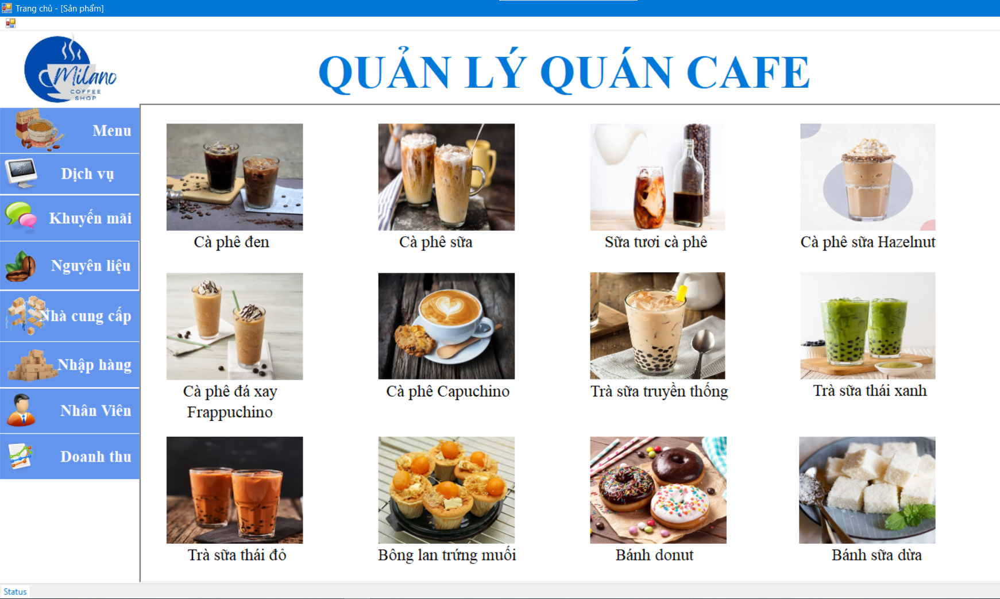 Trang chủ - [Sản phẩm]
Milano
COFFEE
SHOP
QUẢN LÝ QUÁN CAFE
Menu
Dịch vụ
Khuyến mãi
Nguyên liệu
Nhà cung cấp
Nhập hàng
Nhân Viên
Doanh thu
Cà phê đen
Cà phê sữa
Sữa tươi cà phê
Cà phê sữa Hazelnut
Cà phê đá xay
Frappuchino
Cà phê Capuchino
Trà sữa truyền thống
Trà sữa thái xanh
Trà sữa thái đỏ
Bông lan trứng muối
Bánh donut
Bánh sữa dừa
Status